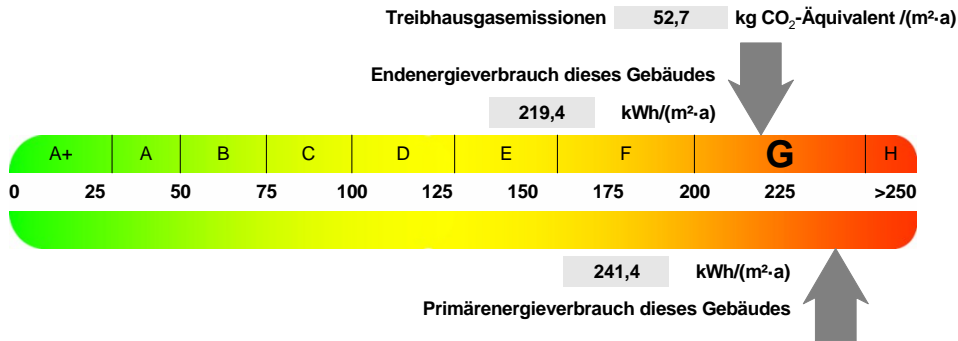 Treibhausgasemissionen 52,7 kg CO₂-Äquivalent /(m²·a)
Endenergieverbrauch dieses Gebäudes
219,4 kWh/(m²·a)
A+ A B C D E F G H
0 25 50 75 100 125 150 175 200 225 >250
241,4 kWh/(m²·a)
Primärenergieverbrauch dieses Gebäudes